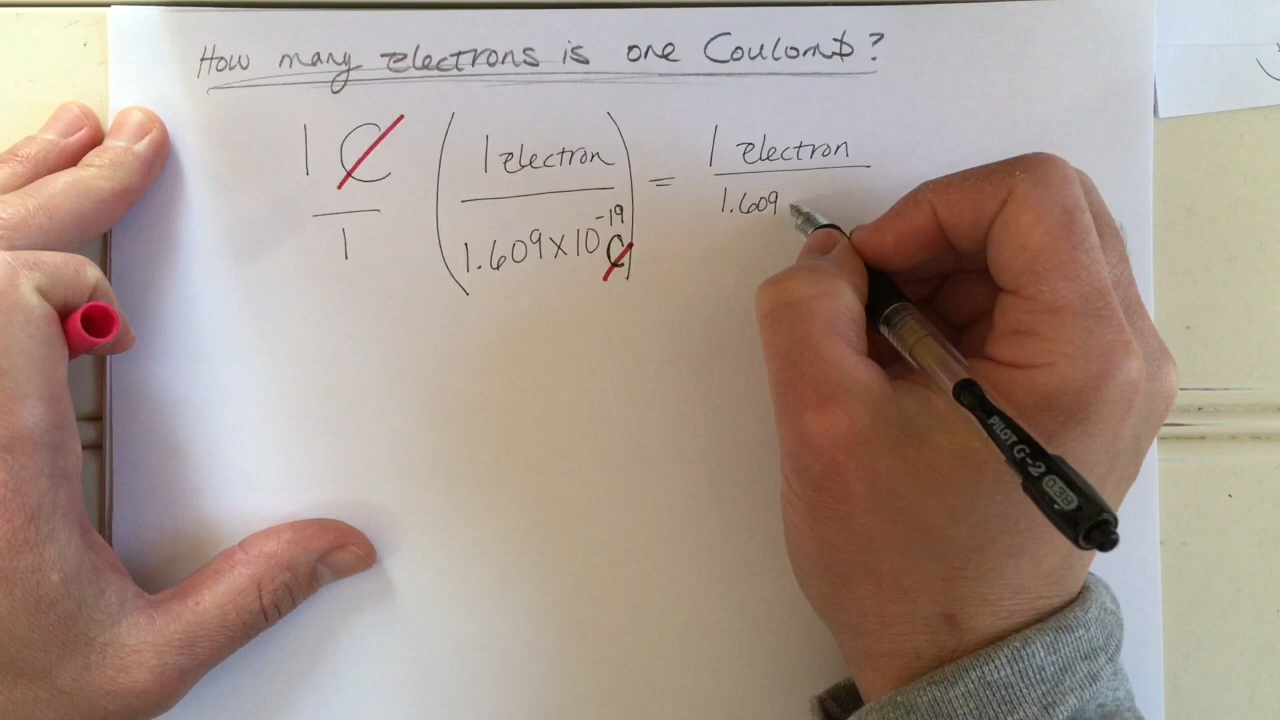 How many electrons is one Coulomb?
1 C / 1 (1 electron / 1.609 x 10^-19 C) = 1 electron / 1.609
PILOT G-2 0.38